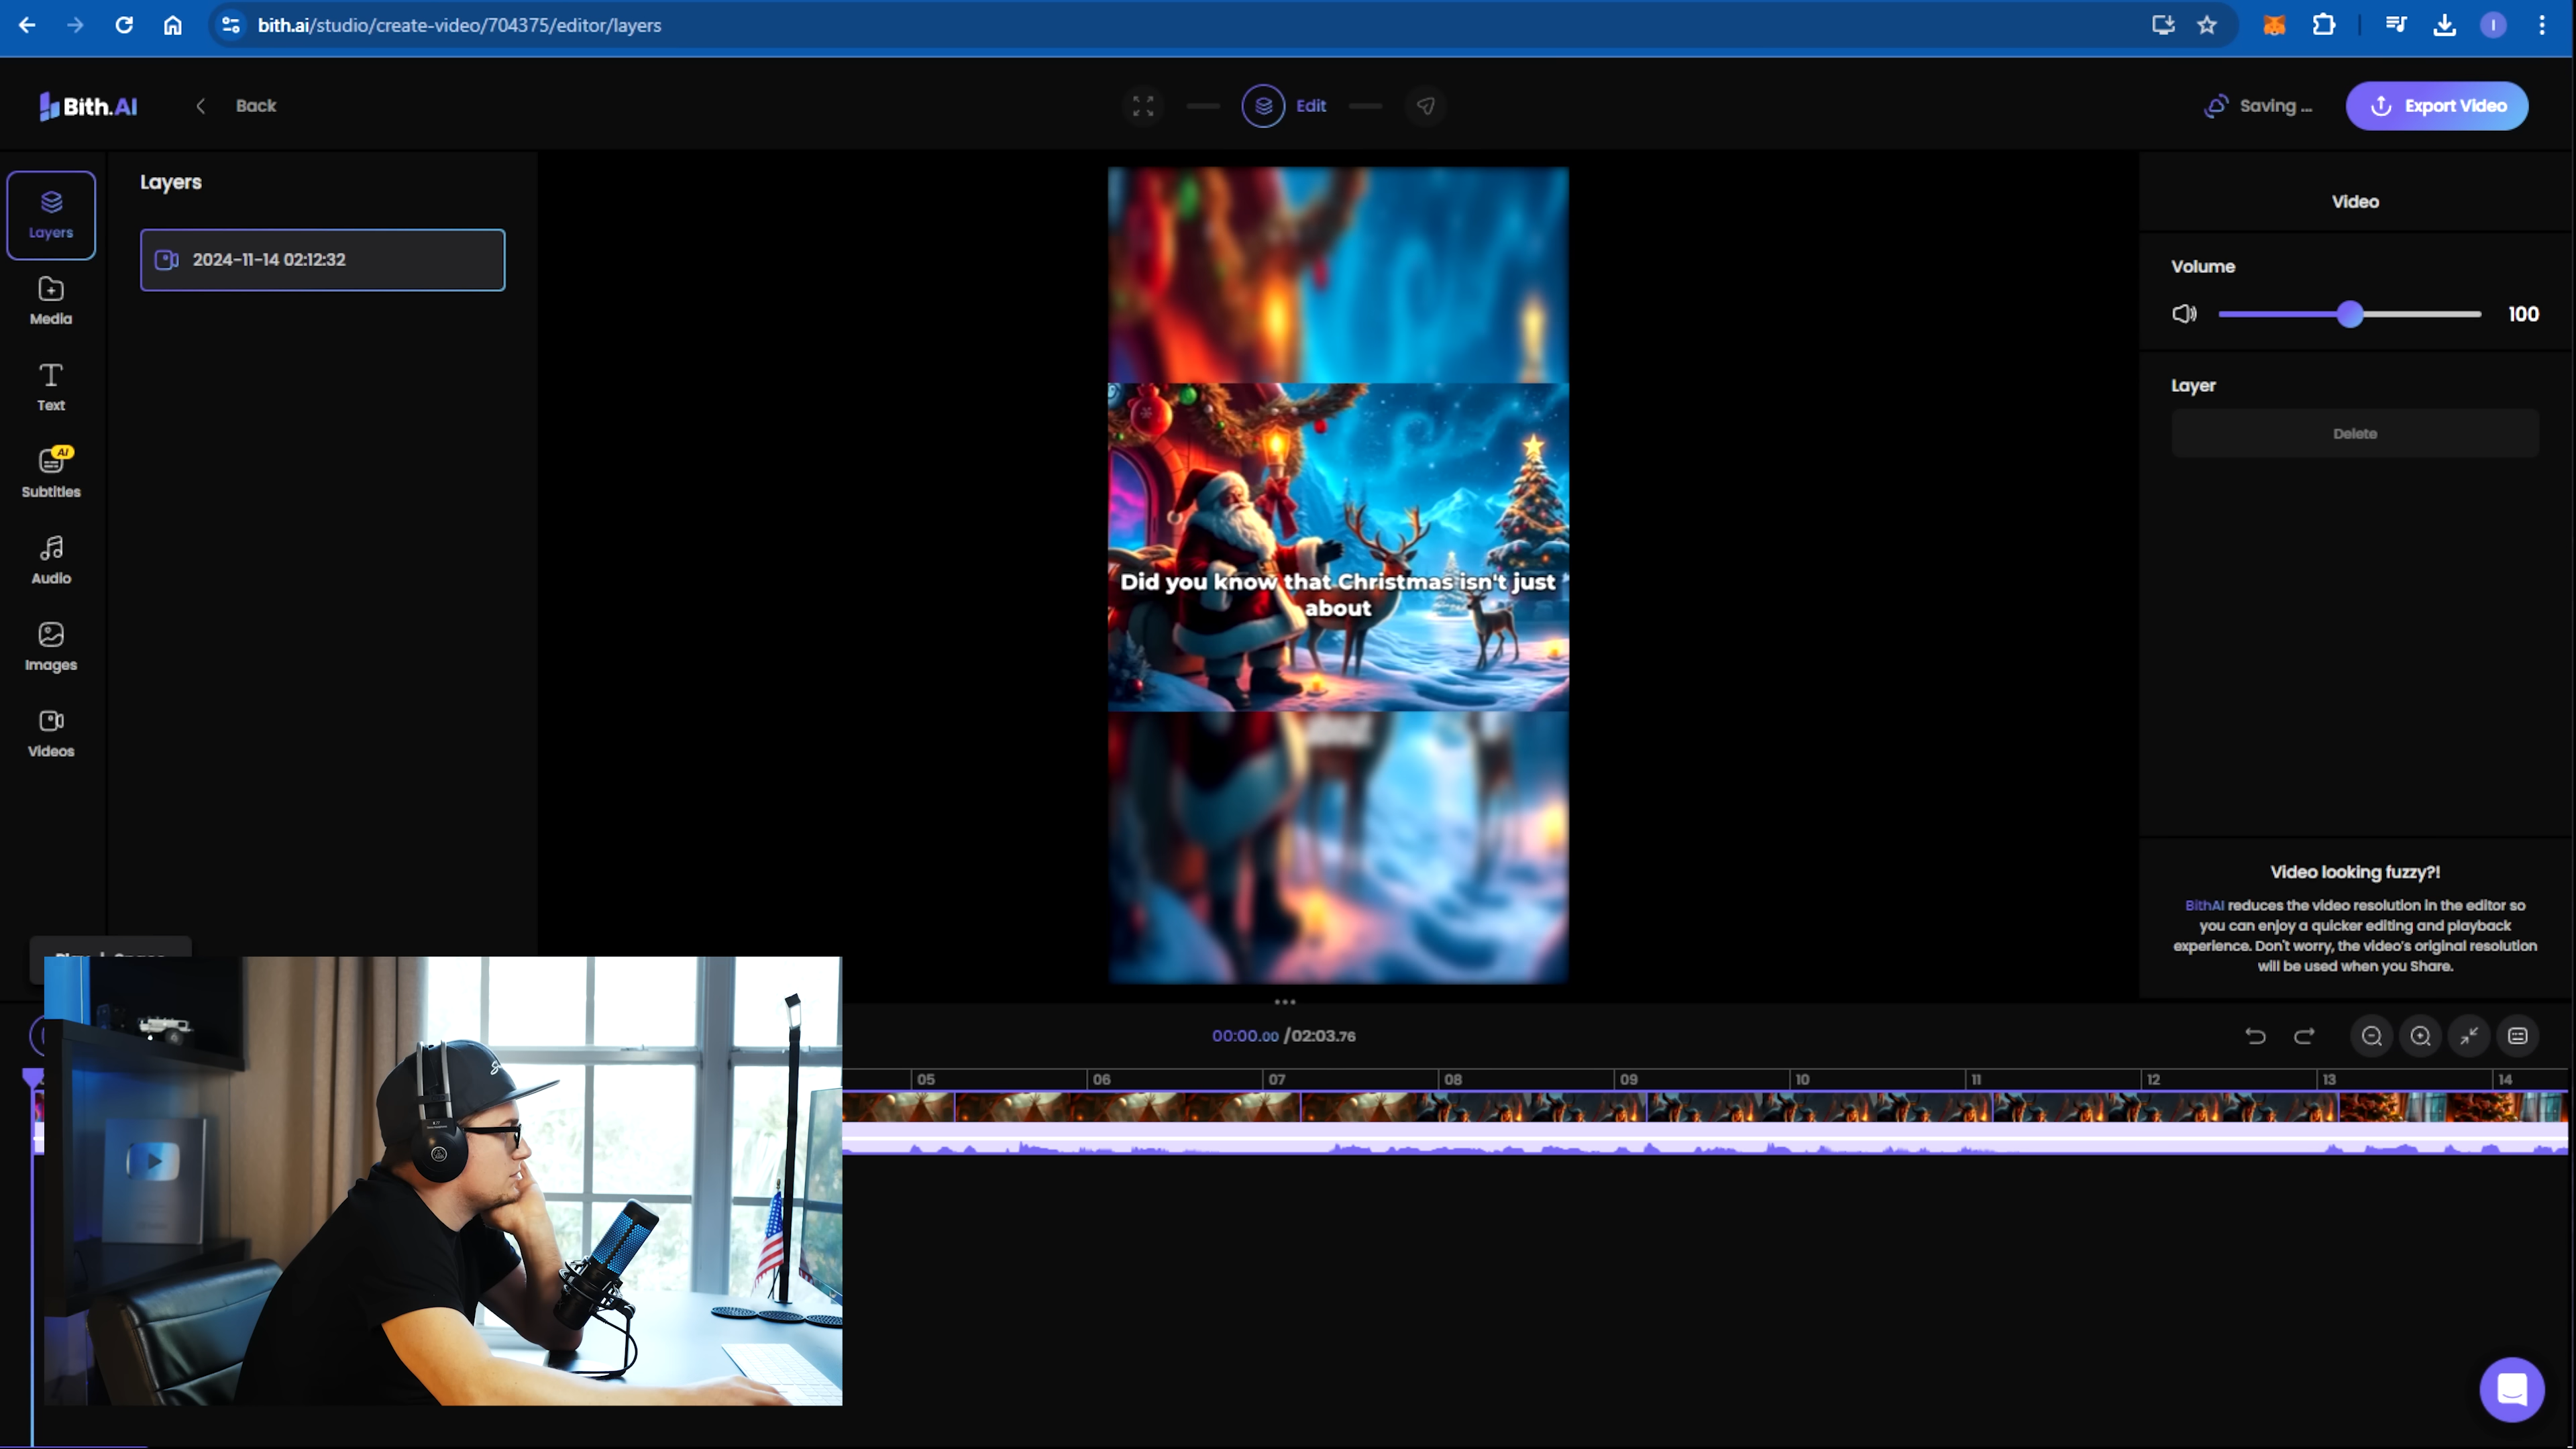 bith.ai/studio/create-video/704375/editor/layers
Bith.AI
Back
Edit
Saving ...
Export Video
Layers
Media
Text
AI
Subtitles
Audio
Images
Videos
Layers
2024-11-14 02:12:32
Did you know that Christmas isn't just
about
Video
Volume
100
Layer
Delete
Video looking fuzzy?!
BithAI reduces the video resolution in the editor so
you can enjoy a quicker editing and playback
experience. Don't worry, the video's original resolution
will be used when you Share.
00:00.00 /02:03.76
05 06 07 08 09 10 11 12 13 14